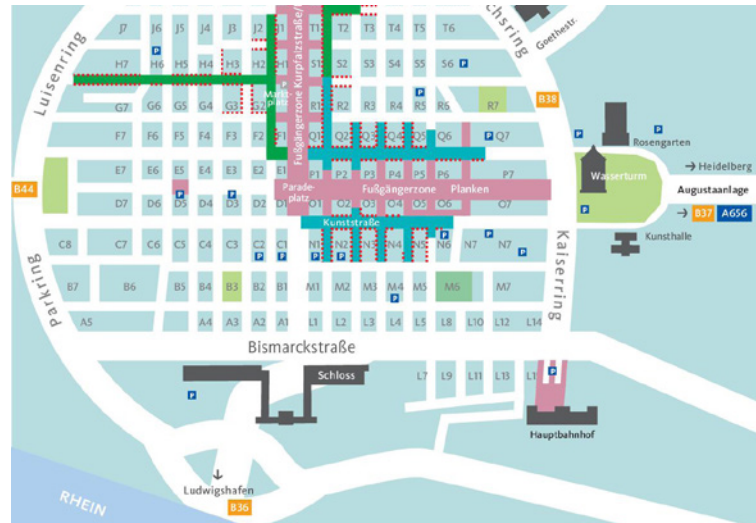 J7 J6 J5 J4 J3 J2 J1 T1 T2 T3 T4 T5 T6
chsring
Goethestr.
H7 H6 H5 H4 H3 H2 H1 S1 S2 S3 S4 S5 S6
Luisenring
Markt-
platz
Fußgängerzone Kurpfalzstraße/
G7 G6 G5 G4 G3 G2 R1 R2 R3 R4 R5 R6 R7
B38
F7 F6 F5 F4 F3 F2 F1 Q1 Q2 Q3 Q4 Q5 Q6 Q7
Rosengarten
E7 E6 E5 E4 E3 E2 E1 P1 P2 P3 P4 P5 P6 P7
Wasserturm
→ Heidelberg
B44
Parade-
platz
Fußgängerzone Planken
Augustaanlage
D7 D6 D5 D4 D3 D2 D1 O1 O2 O3 O4 O5 O6 O7
→ B37 A656
Kunststraße
Kunsthalle
C8 C7 C6 C5 C4 C3 C2 C1 N1 N2 N3 N4 N5 N6 N7 N7
Kaiserring
Parkring
B7 B6 B5 B4 B3 B2 B1 M1 M2 M3 M4 M5 M6 M7
A5 A4 A3 A2 A1 L1 L2 L3 L4 L5 L8 L10 L12 L14
Bismarckstraße
Schloss
L7 L9 L11 L13
Hauptbahnhof
Ludwigshafen
B36
RHEIN